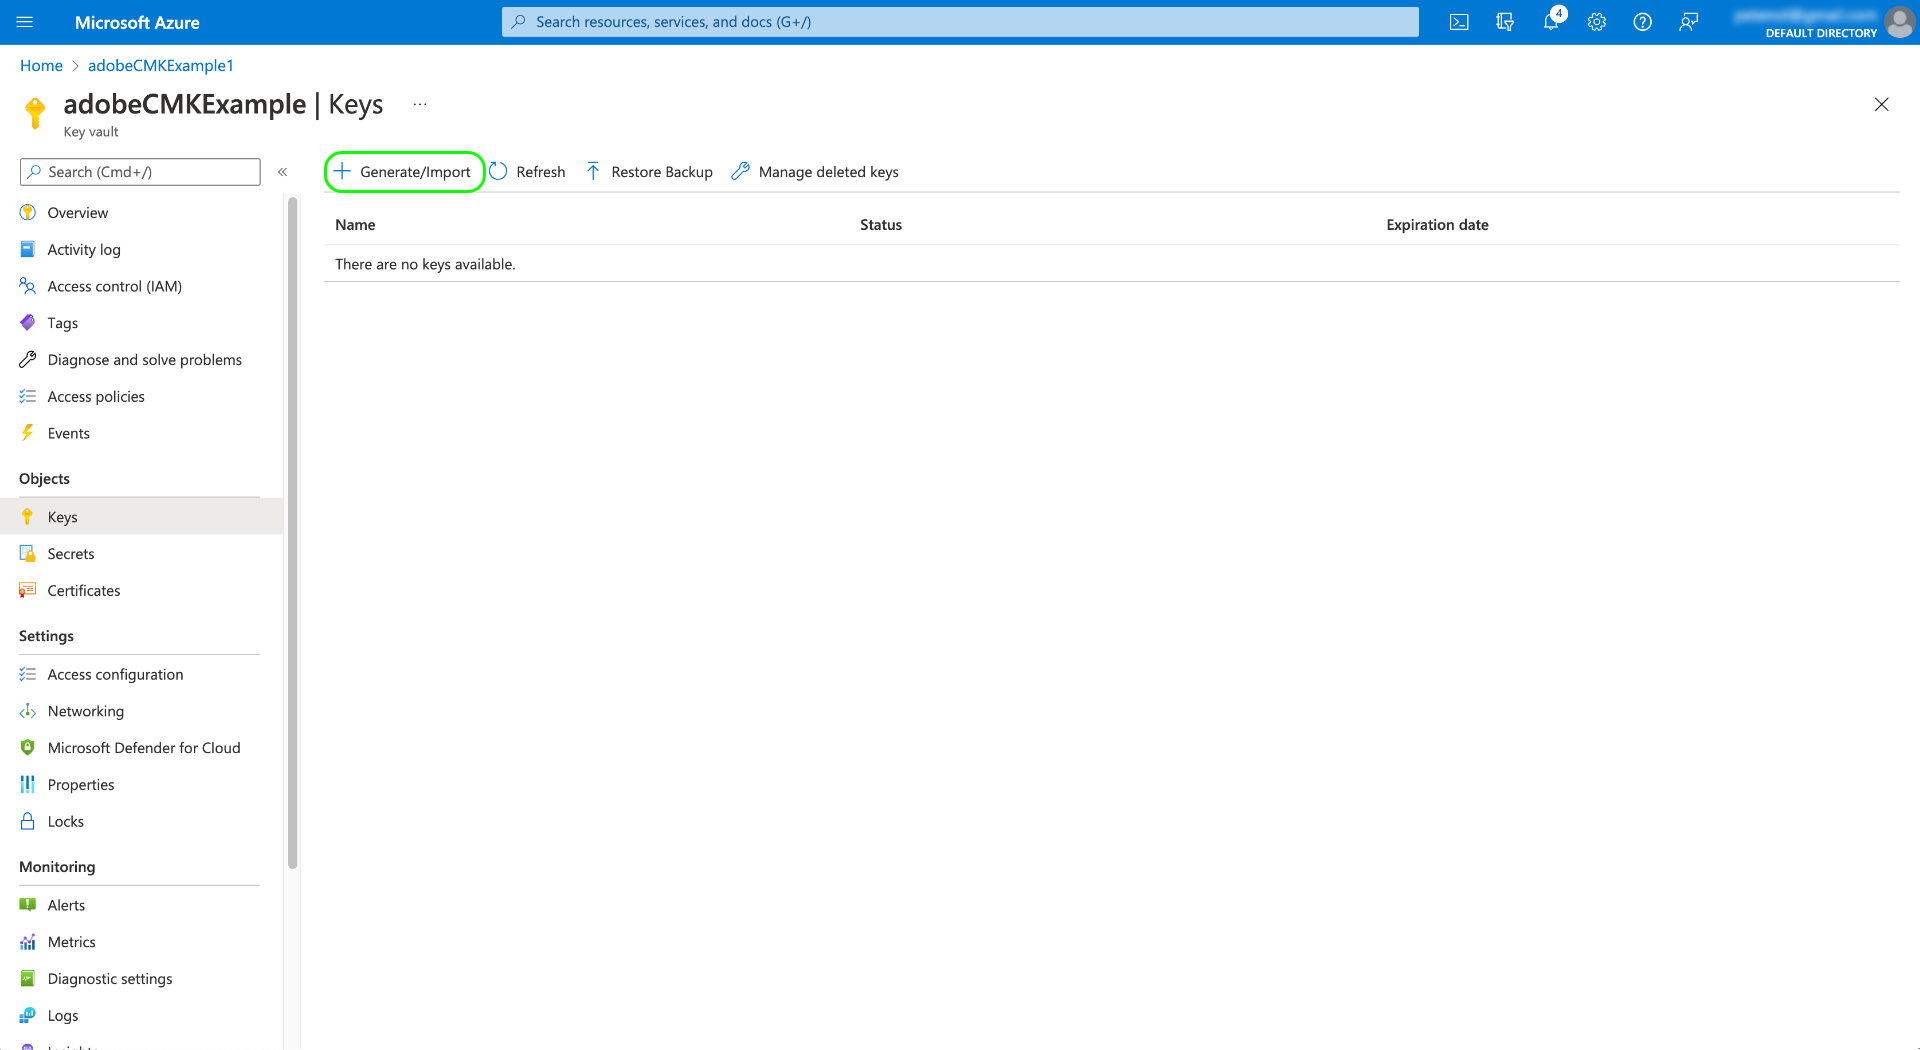 Microsoft Azure
Search resources, services, and docs (G+/)
4
DEFAULT DIRECTORY
Home > adobeCMKExample1
adobeCMKExample | Keys ...
Key vault
Search (Cmd+/) «
Generate/Import Refresh Restore Backup Manage deleted keys
Name Status Expiration date
There are no keys available.
Overview
Activity log
Access control (IAM)
Tags
Diagnose and solve problems
Access policies
Events
Objects
Keys
Secrets
Certificates
Settings
Access configuration
Networking
Microsoft Defender for Cloud
Properties
Locks
Monitoring
Alerts
Metrics
Diagnostic settings
Logs